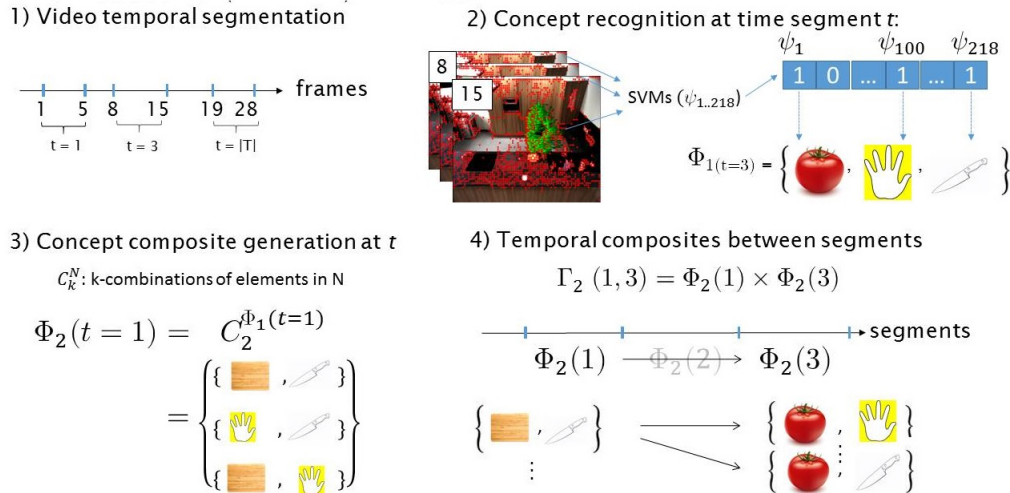 1) Video temporal segmentation
frames
1 5 8 15 19 28
t = 1 t = 3 t = |T|
2) Concept recognition at time segment t:
8
15
SVMs (ψ1..218)
ψ1 ψ100 ψ218
1 0 ... 1 ... 1
Φ1(t=3) = { , , }
3) Concept composite generation at t
C_k^N: k-combinations of elements in N
Φ2(t = 1) = C_2^Φ1(t=1)
= { { , }
{ , }
{ , } }
4) Temporal composites between segments
Γ2 (1, 3) = Φ2(1) × Φ2(3)
segments
Φ2(1) Φ2(2) Φ2(3)
{ , } { , }
⋮ ⋮
{ , }